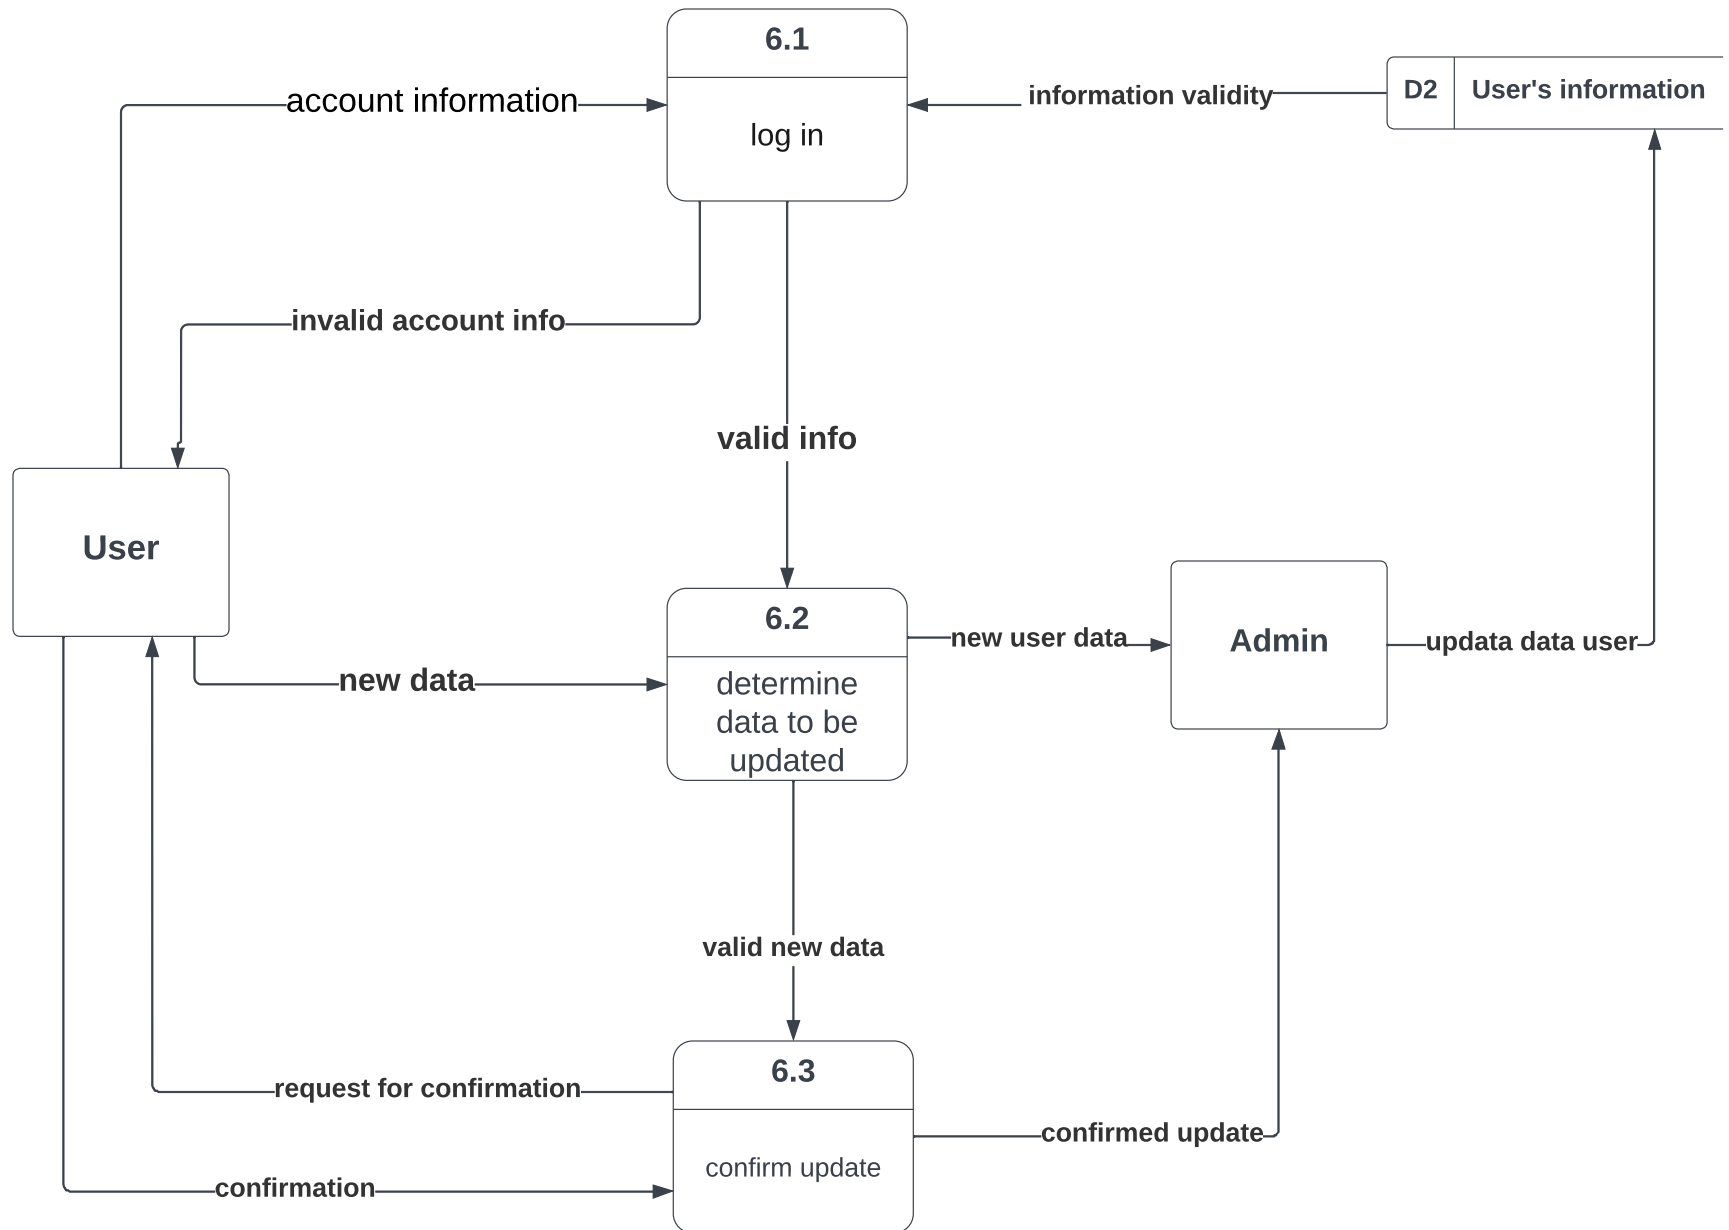 6.1
account information
information validity
D2
User's information
log in
invalid account info
valid info
User
6.2
new user data
Admin
updata data user
new data
determine
data to be
updated
valid new data
6.3
request for confirmation
confirmed update
confirm update
confirmation